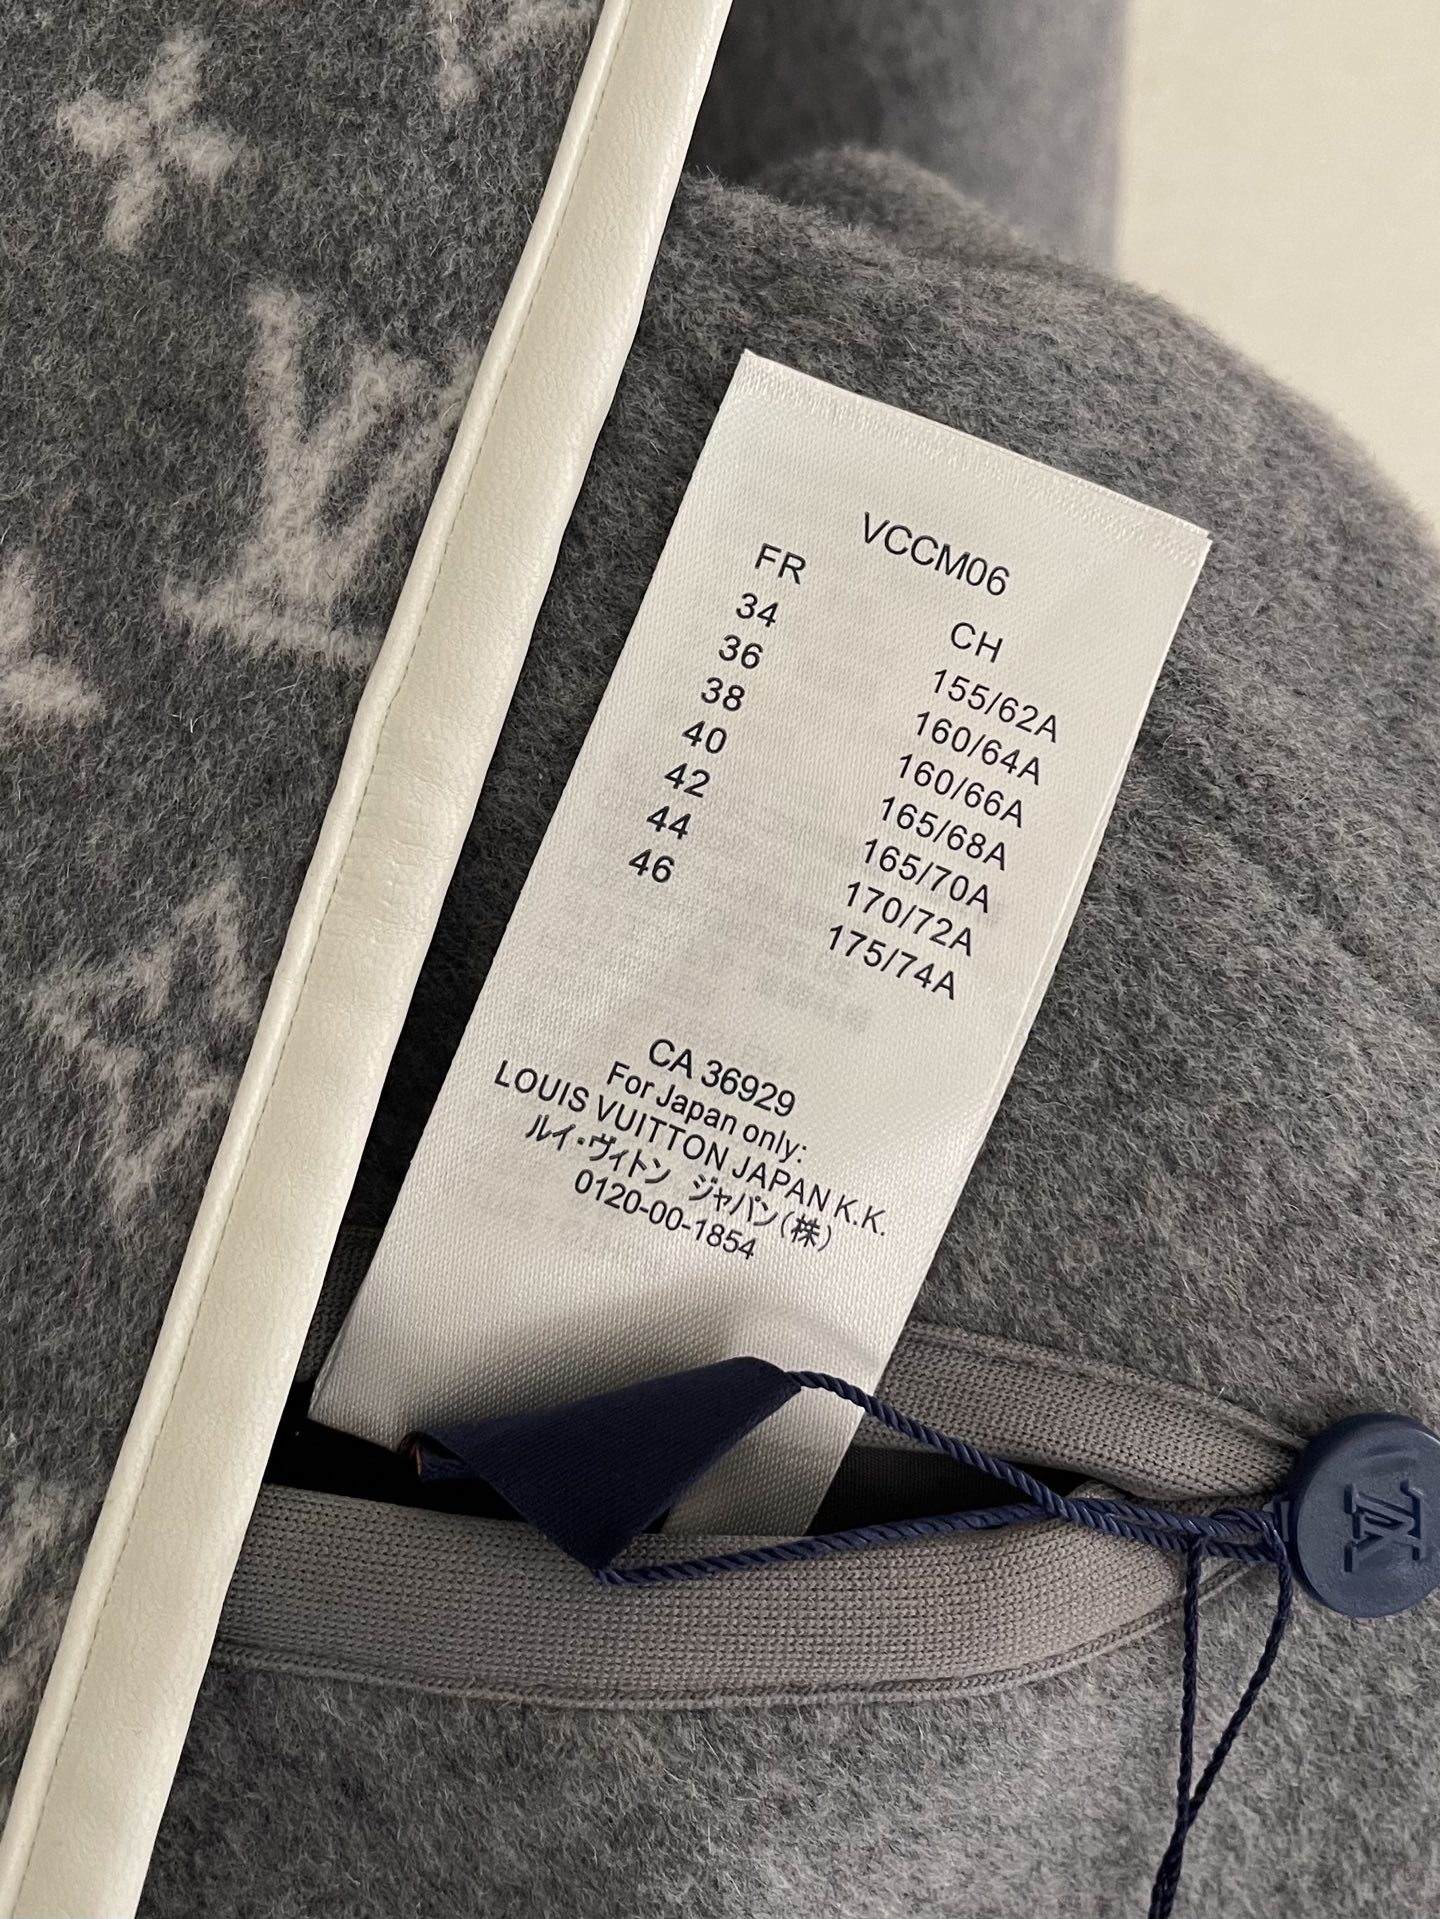 VCCM06
FR CH
34 155/62A
36 160/64A
38 160/66A
40 165/68A
42 165/70A
44 170/72A
46 175/74A
CA 36929
For Japan only:
LOUIS VUITTON JAPAN K.K.
ルイ・ヴィトン ジャパン(株)
0120-00-1854
LV
LV